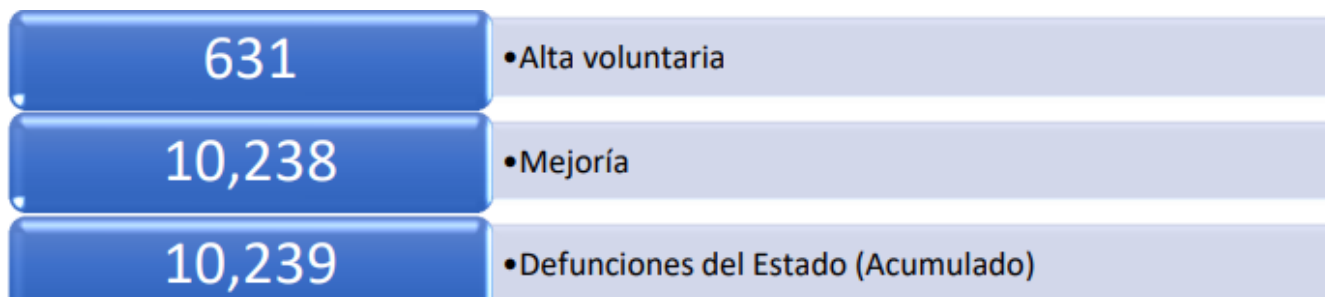 631
•Alta voluntaria
10,238
•Mejoría
10,239
•Defunciones del Estado (Acumulado)